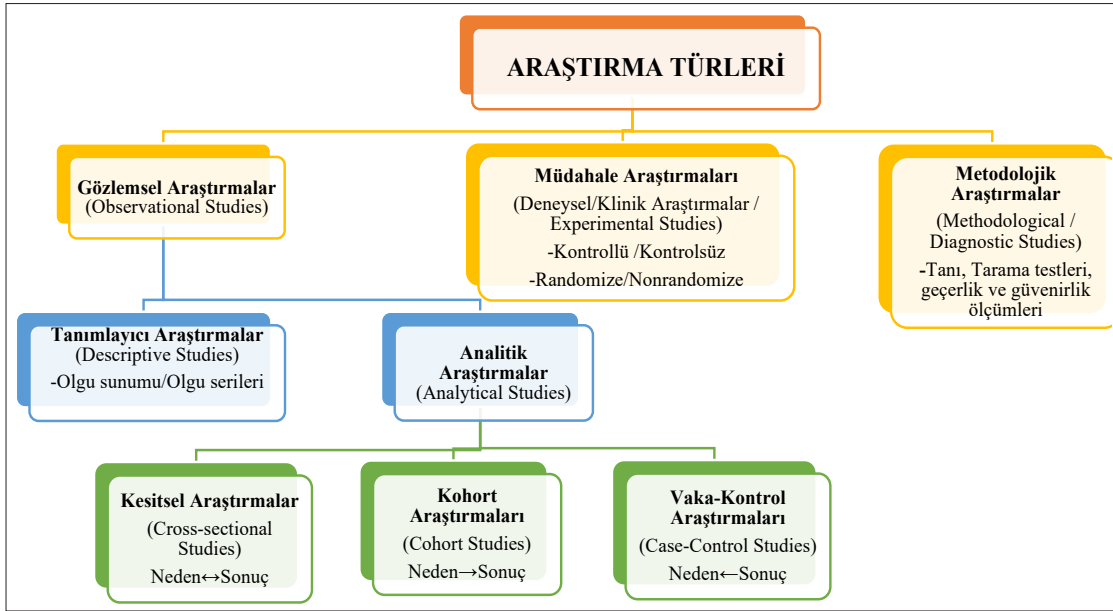 ARAŞTIRMA TÜRLERİ
Gözlemsel Araştırmalar
(Observational Studies)
Müdahale Araştırmaları
(Deneysel/Klinik Araştırmalar /
Experimental Studies)
-Kontrollü /Kontrolsüz
-Randomize/Nonrandomize
Metodolojik
Araştırmalar
(Methodological /
Diagnostic Studies)
-Tanı, Tarama testleri,
geçerlik ve güvenirlik
ölçümleri
Tanımlayıcı Araştırmalar
(Descriptive Studies)
-Olgu sunumu/Olgu serileri
Analitik
Araştırmalar
(Analytical Studies)
Kesitsel Araştırmalar
(Cross-sectional
Studies)
Neden↔Sonuç
Kohort
Araştırmaları
(Cohort Studies)
Neden→Sonuç
Vaka-Kontrol
Araştırmaları
(Case-Control Studies)
Neden←Sonuç